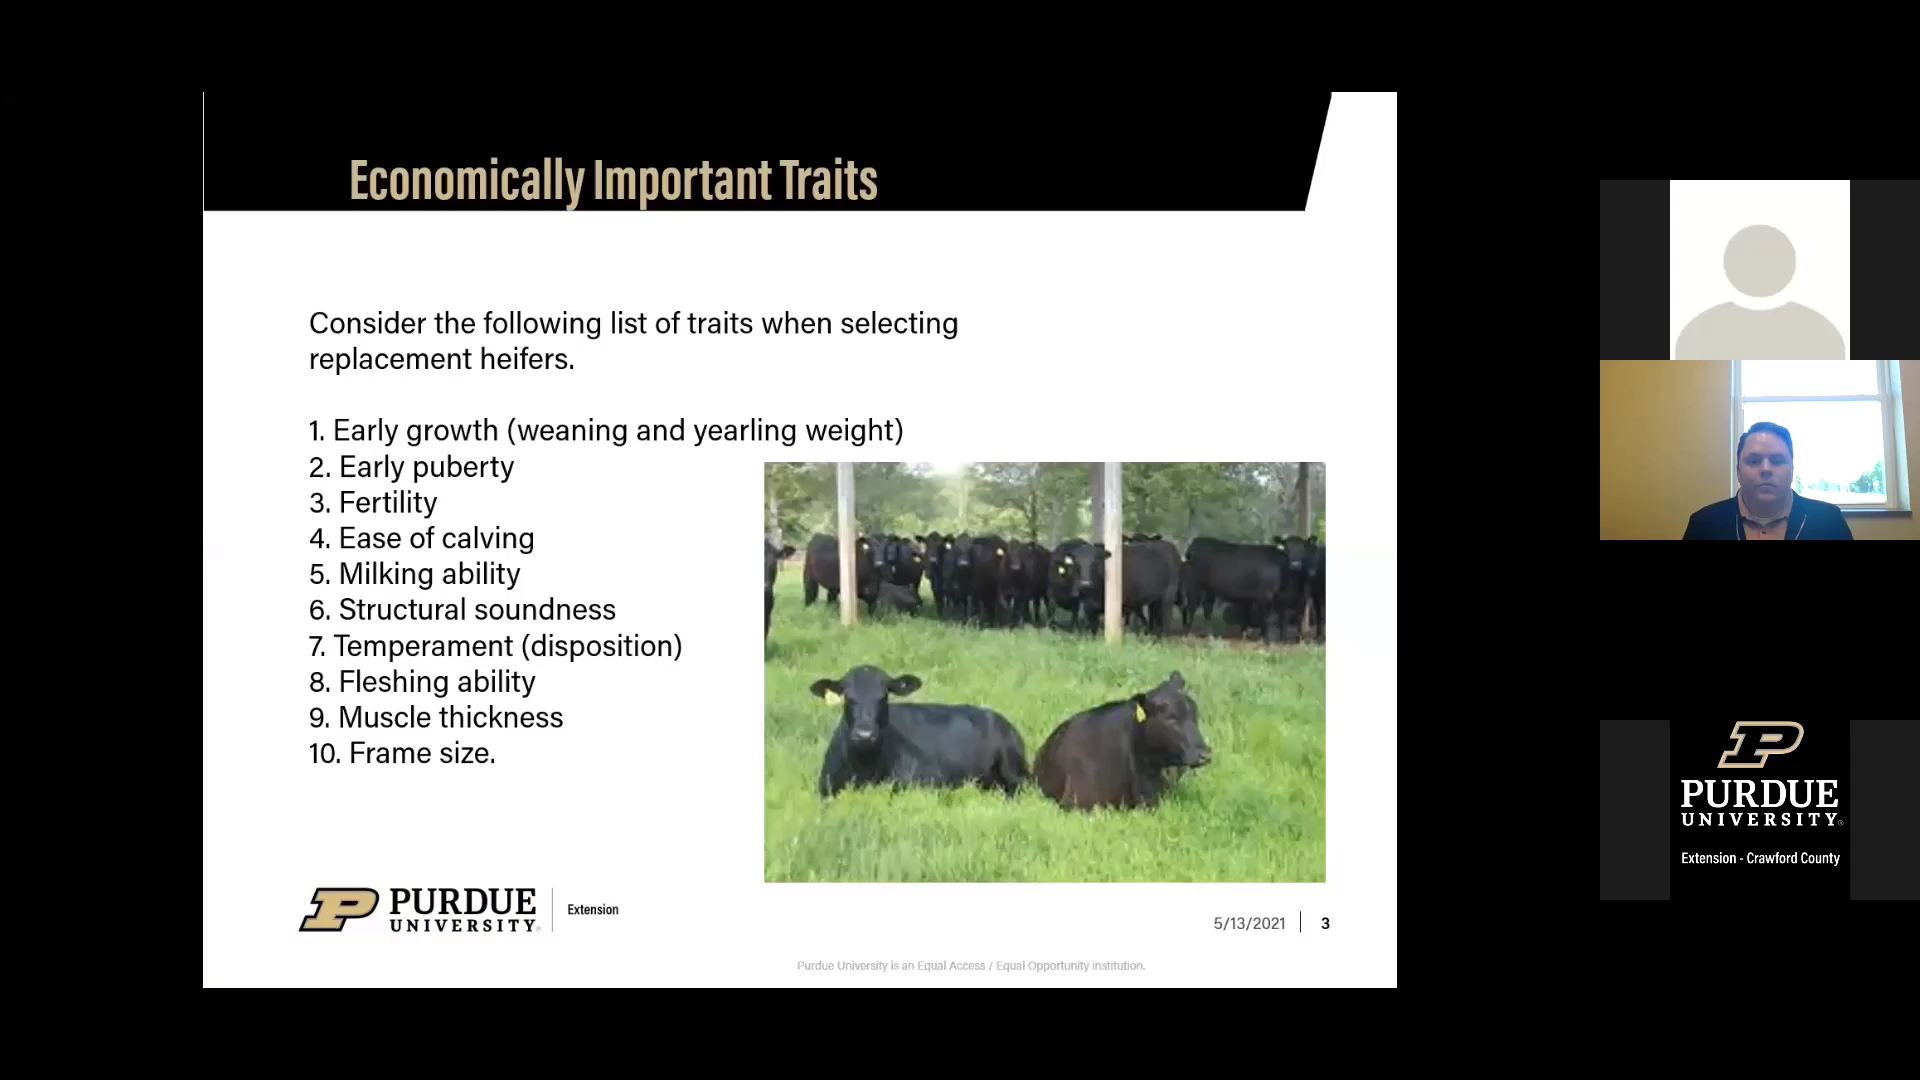 Economically Important Traits
Consider the following list of traits when selecting
replacement heifers.
1. Early growth (weaning and yearling weight)
2. Early puberty
3. Fertility
4. Ease of calving
5. Milking ability
6. Structural soundness
7. Temperament (disposition)
8. Fleshing ability
9. Muscle thickness
10. Frame size.
PURDUE
UNIVERSITY®
Extension
5/13/2021
3
Purdue University is an Equal Access / Equal Opportunity institution.
PURDUE
UNIVERSITY®
Extension - Crawford County